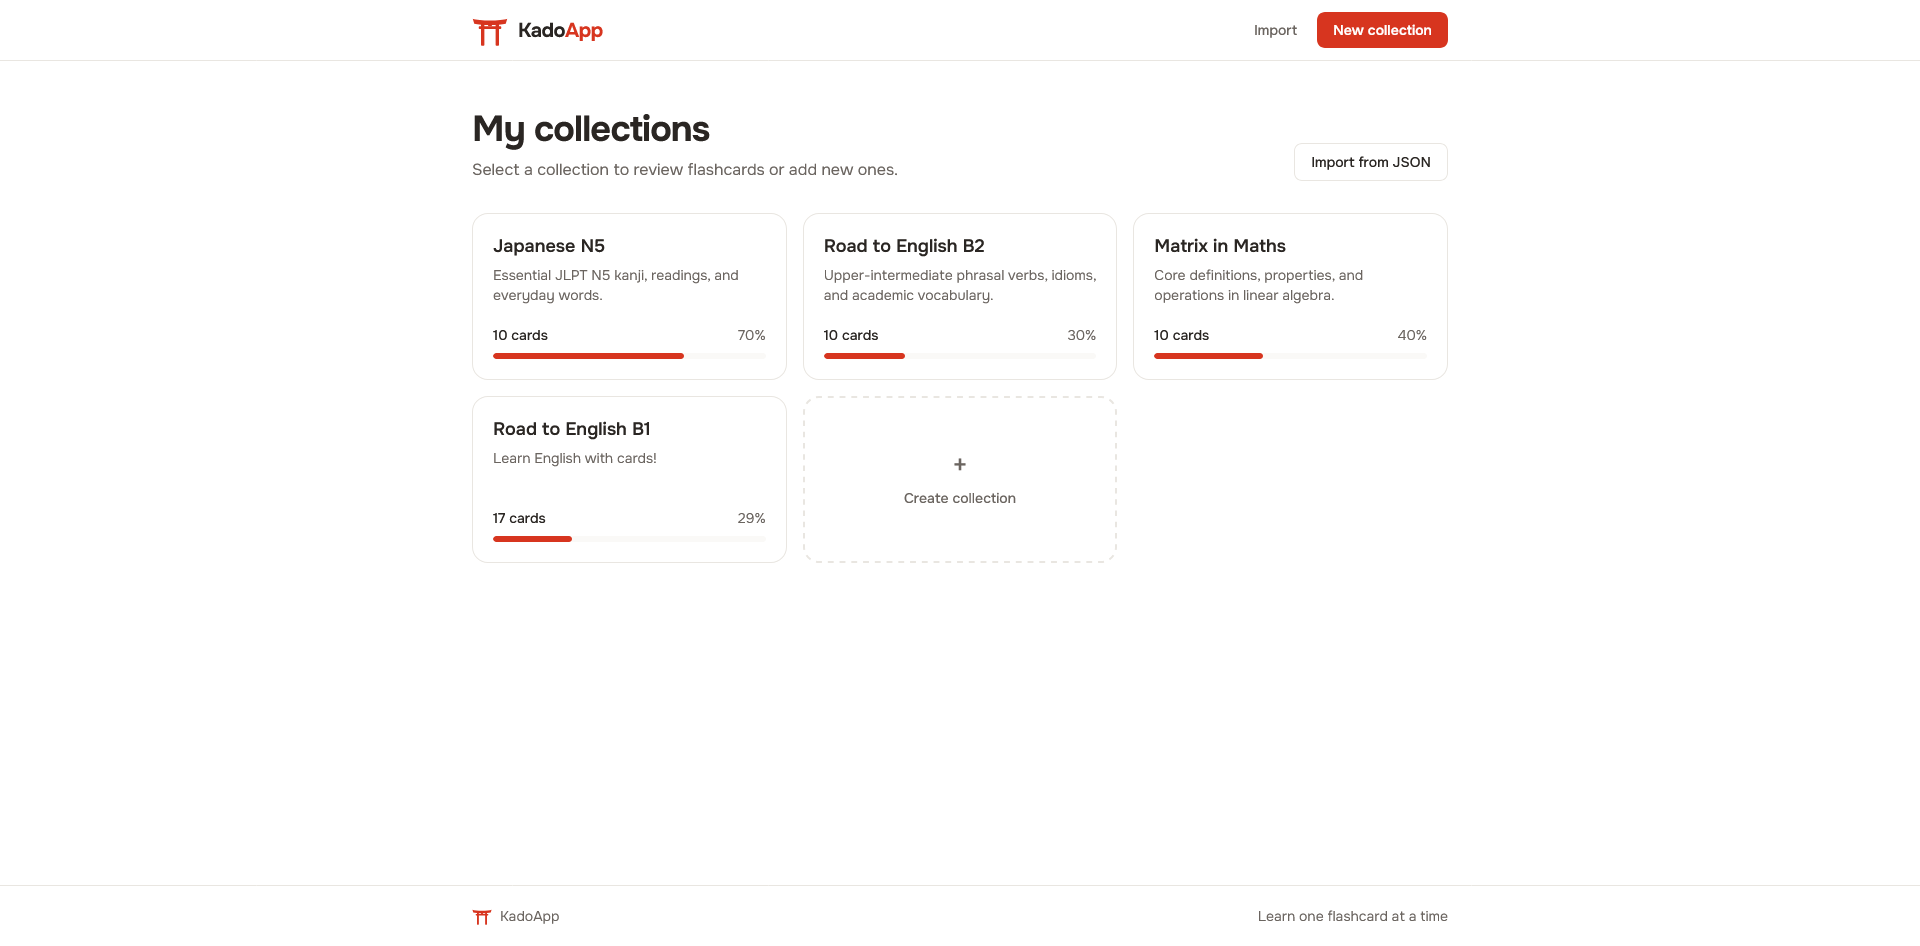 KadoApp
Import
New collection
My collections
Select a collection to review flashcards or add new ones.
Import from JSON
Japanese N5
Essential JLPT N5 kanji, readings, and
everyday words.
10 cards
70%
Road to English B2
Upper-intermediate phrasal verbs, idioms,
and academic vocabulary.
10 cards
30%
Matrix in Maths
Core definitions, properties, and
operations in linear algebra.
10 cards
40%
Road to English B1
Learn English with cards!
17 cards
29%
+
Create collection
KadoApp
Learn one flashcard at a time